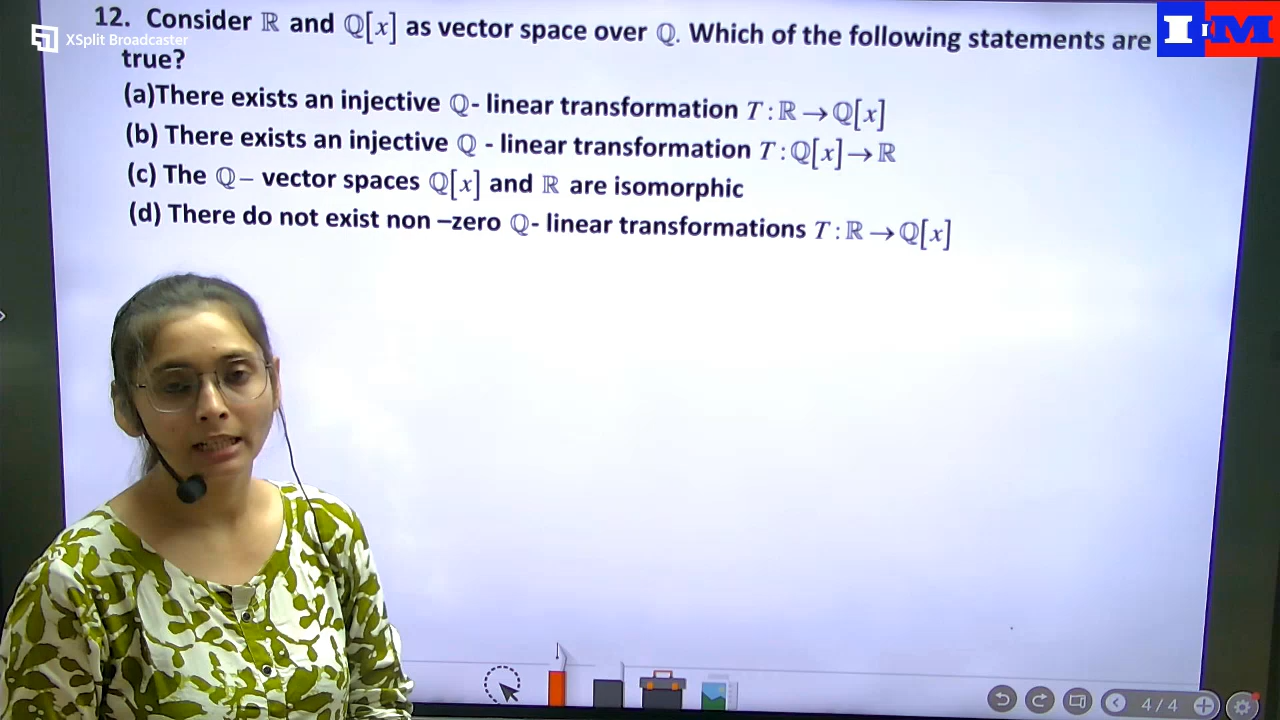 12. Consider ℝ and ℚ[x] as vector space over ℚ. Which of the following statements are
true?
(a)There exists an injective ℚ- linear transformation T : ℝ → ℚ[x]
(b) There exists an injective ℚ - linear transformation T : ℚ[x] → ℝ
(c) The ℚ – vector spaces ℚ[x] and ℝ are isomorphic
(d) There do not exist non –zero ℚ- linear transformations T : ℝ → ℚ[x]
XSplit Broadcaster
4 / 4